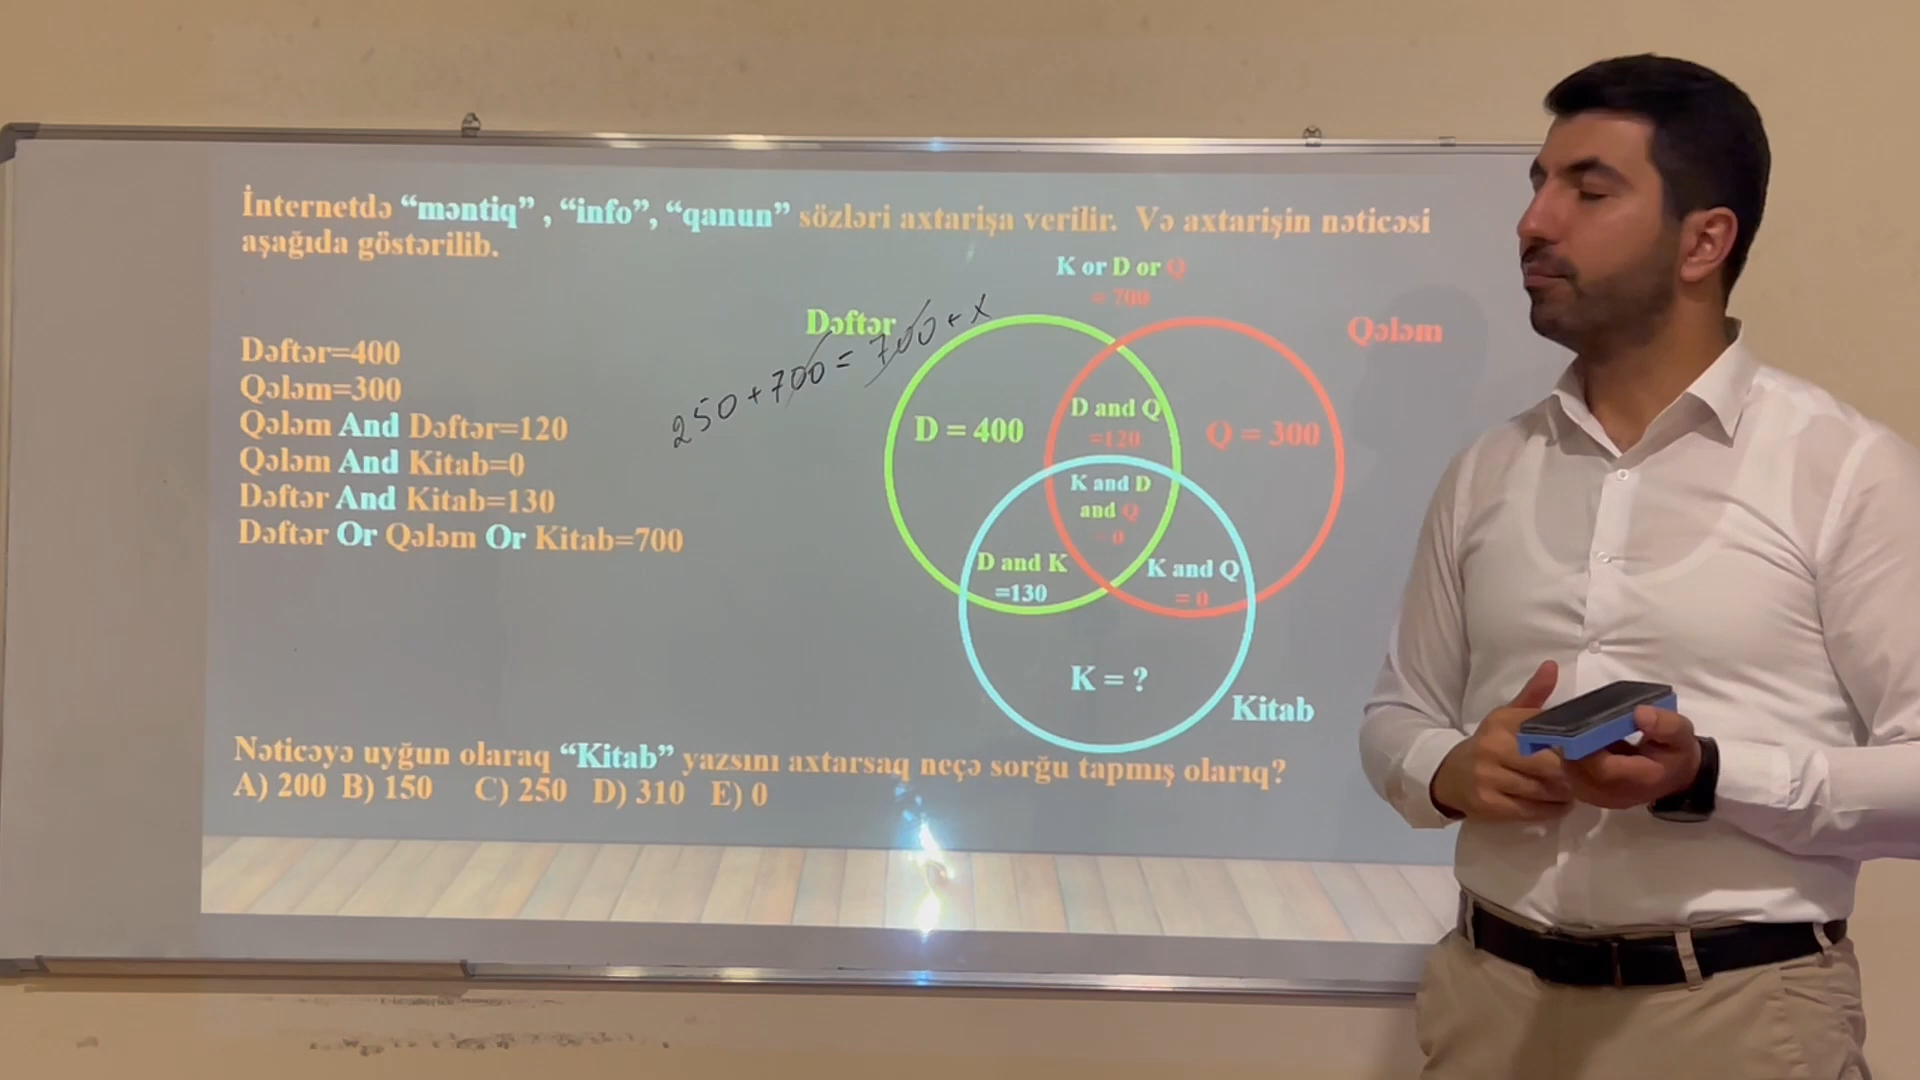 İnternetdə “məntiq” , “info”, “qanun” sözləri axtarişa verilir. Və axtarişin nəticəsi
aşağıda göstərilib.
Dəftər=400
Qələm=300
Qələm And Dəftər=120
Qələm And Kitab=0
Dəftər And Kitab=130
Dəftər Or Qələm Or Kitab=700
250+700=700+x
K or D or Q
= 700
Dəftər
Qələm
D = 400
D and Q
=120
Q = 300
K and D
and Q
= 0
D and K
=130
K and Q
= 0
K = ?
Kitab
Nəticəyə uyğun olaraq “Kitab” yazsını axtarsaq neçə sorğu tapmış olarıq?
A) 200 B) 150 C) 250 D) 310 E) 0